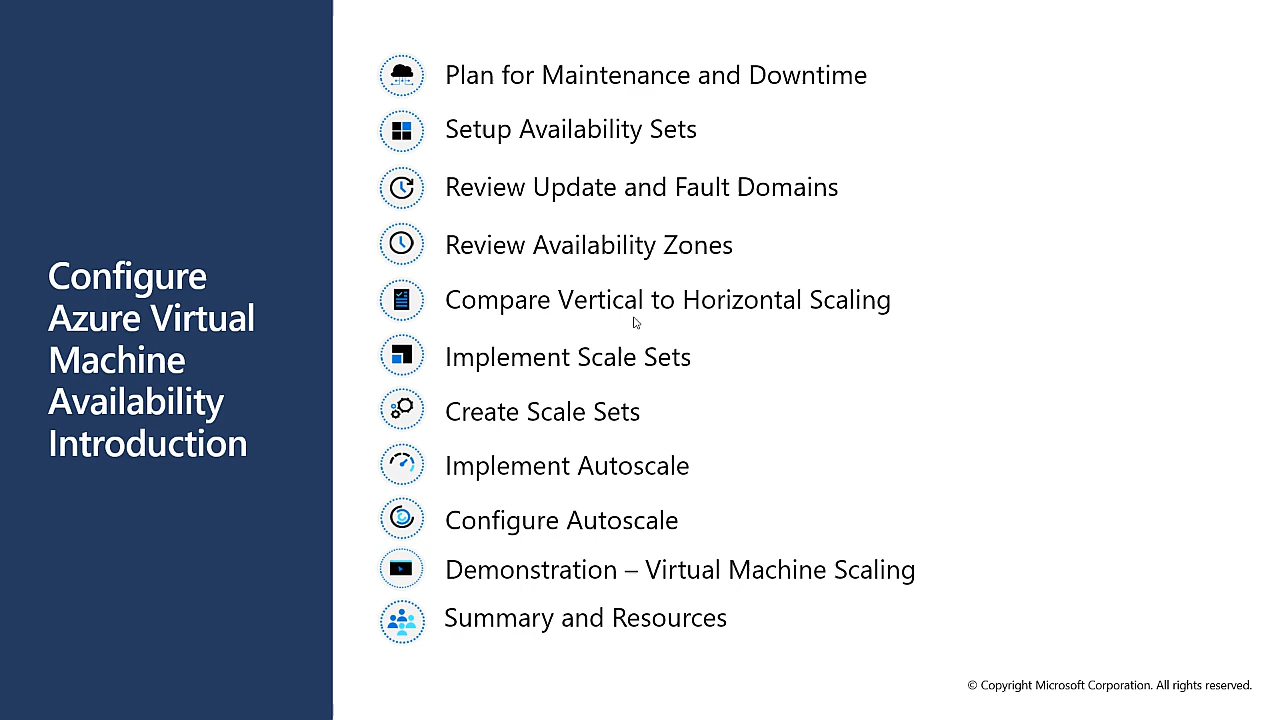 Configure
Azure Virtual
Machine
Availability
Introduction
Plan for Maintenance and Downtime
Setup Availability Sets
Review Update and Fault Domains
Review Availability Zones
Compare Vertical to Horizontal Scaling
Implement Scale Sets
Create Scale Sets
Implement Autoscale
Configure Autoscale
Demonstration – Virtual Machine Scaling
Summary and Resources
© Copyright Microsoft Corporation. All rights reserved.